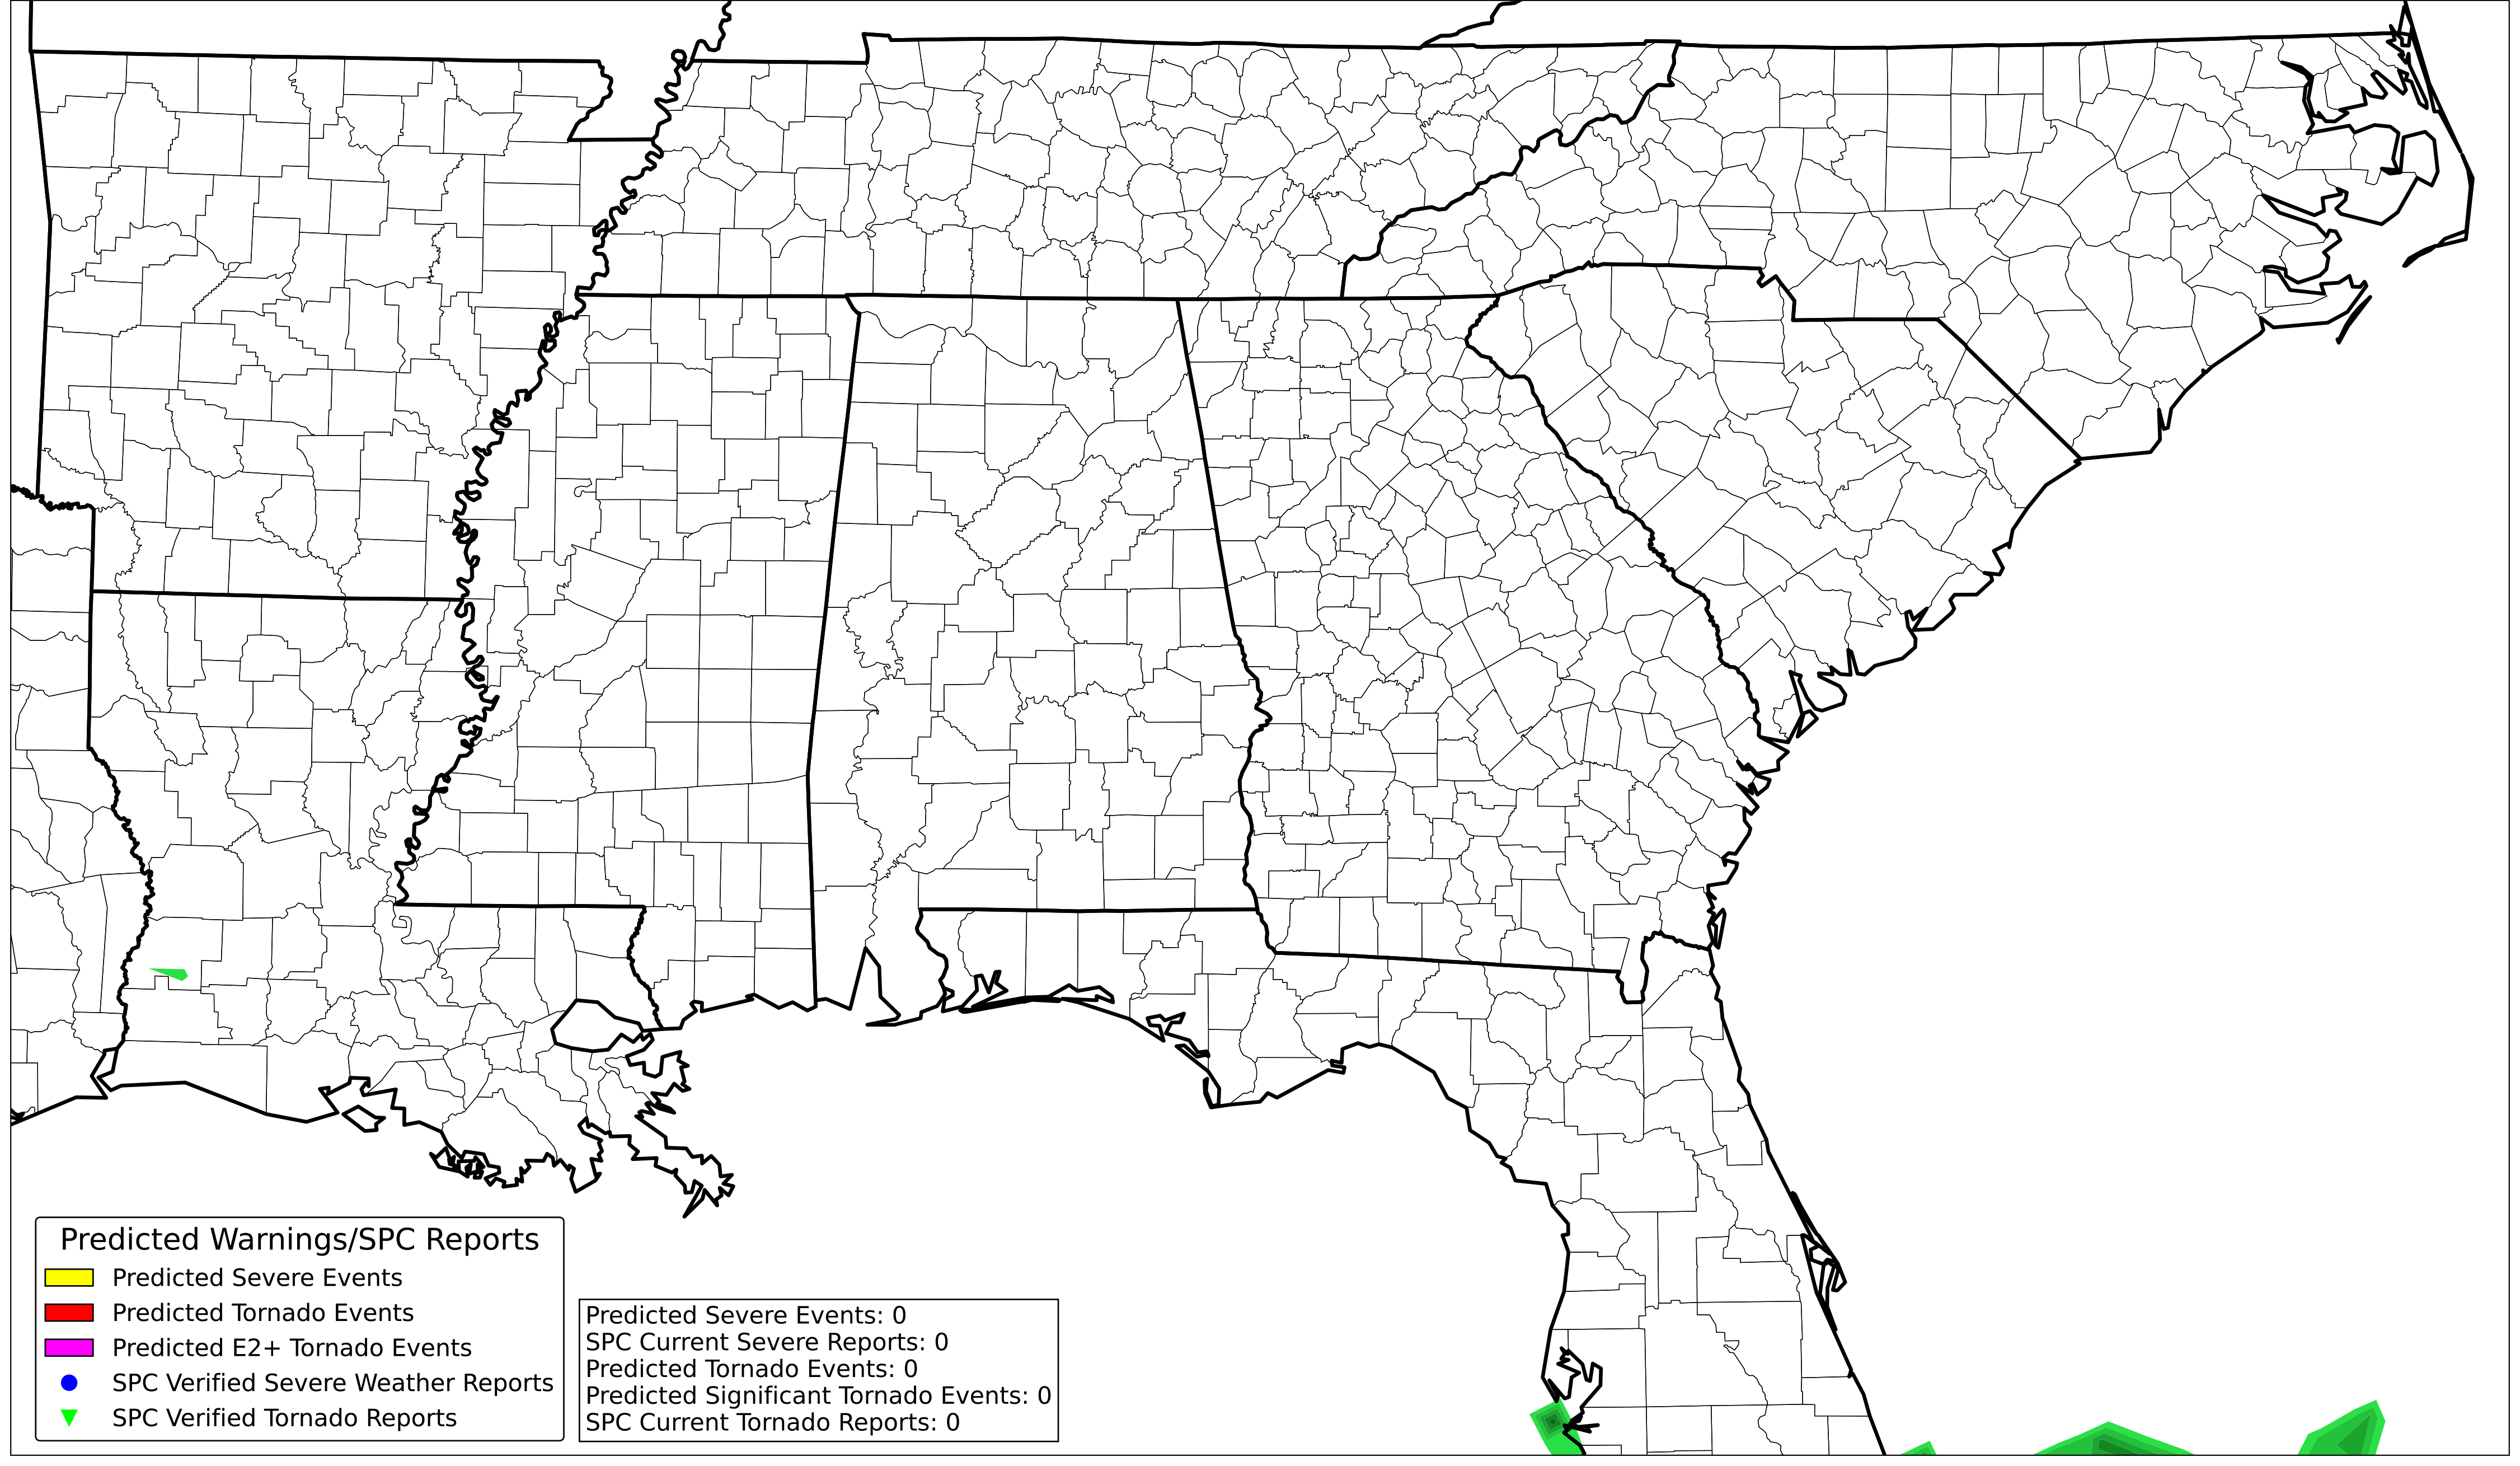 Predicted Warnings/SPC Reports
Predicted Severe Events
Predicted Tornado Events
Predicted E2+ Tornado Events
SPC Verified Severe Weather Reports
SPC Verified Tornado Reports
Predicted Severe Events: 0
SPC Current Severe Reports: 0
Predicted Tornado Events: 0
Predicted Significant Tornado Events: 0
SPC Current Tornado Reports: 0